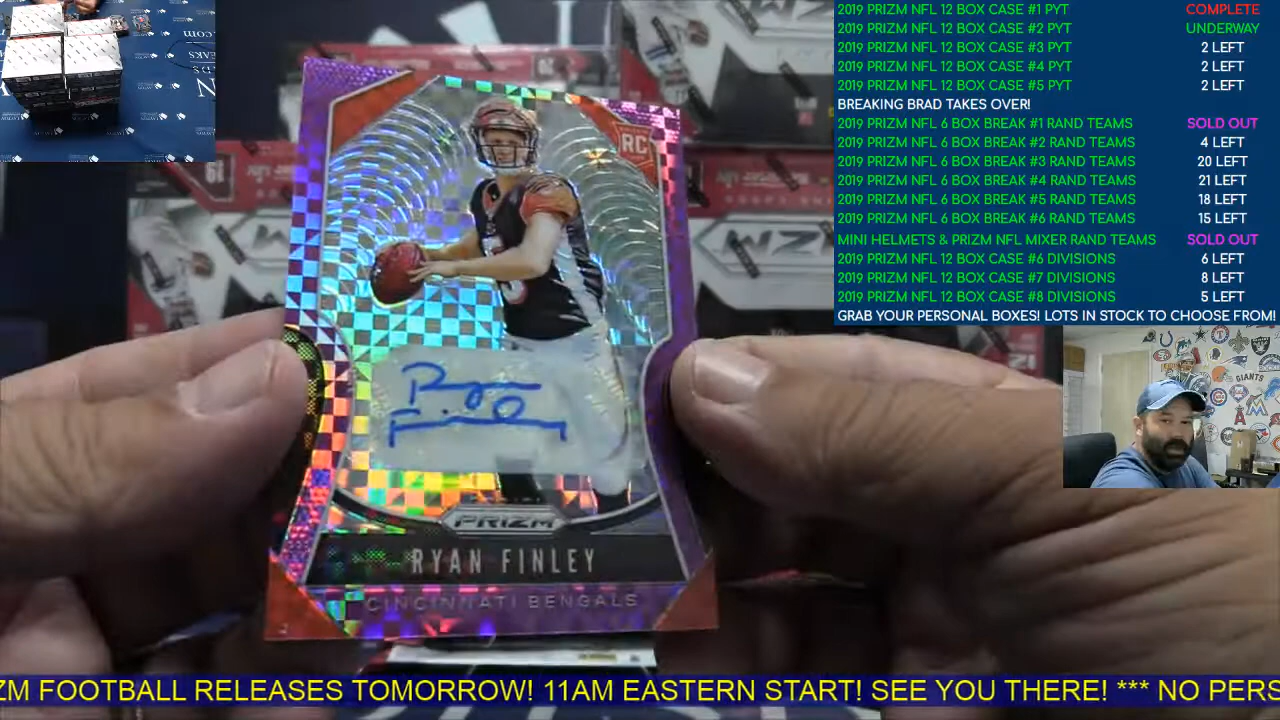 2019 PRIZM NFL 12 BOX CASE #1 PYT COMPLETE
2019 PRIZM NFL 12 BOX CASE #2 PYT UNDERWAY
2019 PRIZM NFL 12 BOX CASE #3 PYT 2 LEFT
2019 PRIZM NFL 12 BOX CASE #4 PYT 2 LEFT
2019 PRIZM NFL 12 BOX CASE #5 PYT 2 LEFT
BREAKING BRAD TAKES OVER!
2019 PRIZM NFL 6 BOX BREAK #1 RAND TEAMS SOLD OUT
2019 PRIZM NFL 6 BOX BREAK #2 RAND TEAMS 4 LEFT
2019 PRIZM NFL 6 BOX BREAK #3 RAND TEAMS 20 LEFT
2019 PRIZM NFL 6 BOX BREAK #4 RAND TEAMS 21 LEFT
2019 PRIZM NFL 6 BOX BREAK #5 RAND TEAMS 18 LEFT
2019 PRIZM NFL 6 BOX BREAK #6 RAND TEAMS 15 LEFT
MINI HELMETS & PRIZM NFL MIXER RAND TEAMS SOLD OUT
2019 PRIZM NFL 12 BOX CASE #6 DIVISIONS 6 LEFT
2019 PRIZM NFL 12 BOX CASE #7 DIVISIONS 8 LEFT
2019 PRIZM NFL 12 BOX CASE #8 DIVISIONS 5 LEFT
GRAB YOUR PERSONAL BOXES! LOTS IN STOCK TO CHOOSE FROM!
RC
Ryan
Finley
PRIZM
RYAN FINLEY
CINCINNATI BENGALS
GIANTS
ZM FOOTBALL RELEASES TOMORROW! 11AM EASTERN START! SEE YOU THERE! *** NO PERS